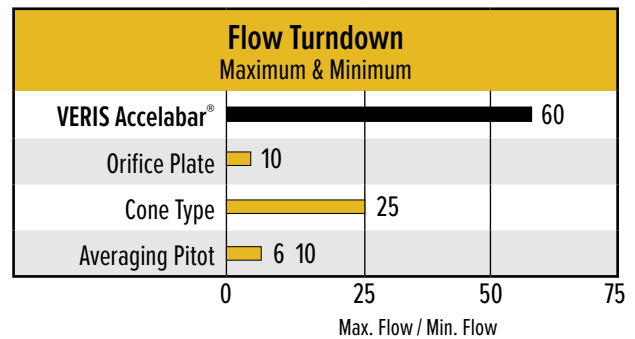 Flow Turndown
Maximum & Minimum
VERIS Accelabar® 60
Orifice Plate 10
Cone Type 25
Averaging Pitot 6 10
0 25 50 75
Max. Flow / Min. Flow